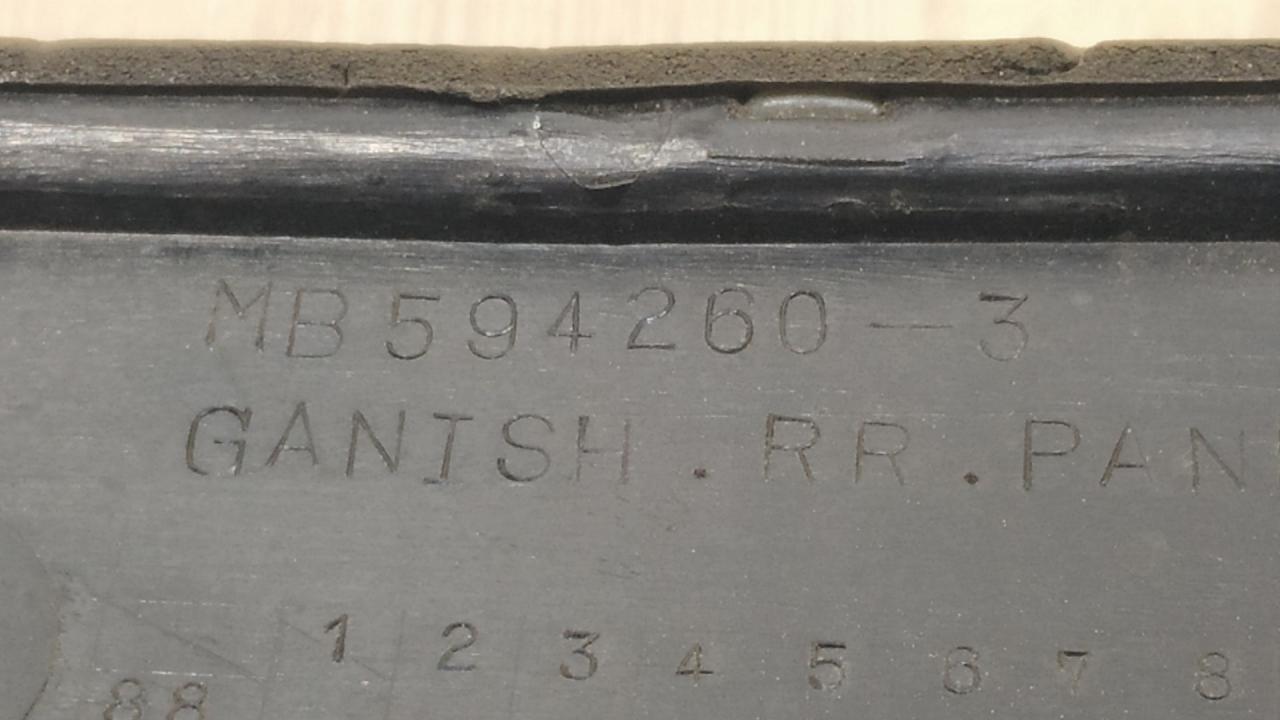 MB594260-3
GANISH.RR.PAN
1 2 3 4 5 6 7 8
88